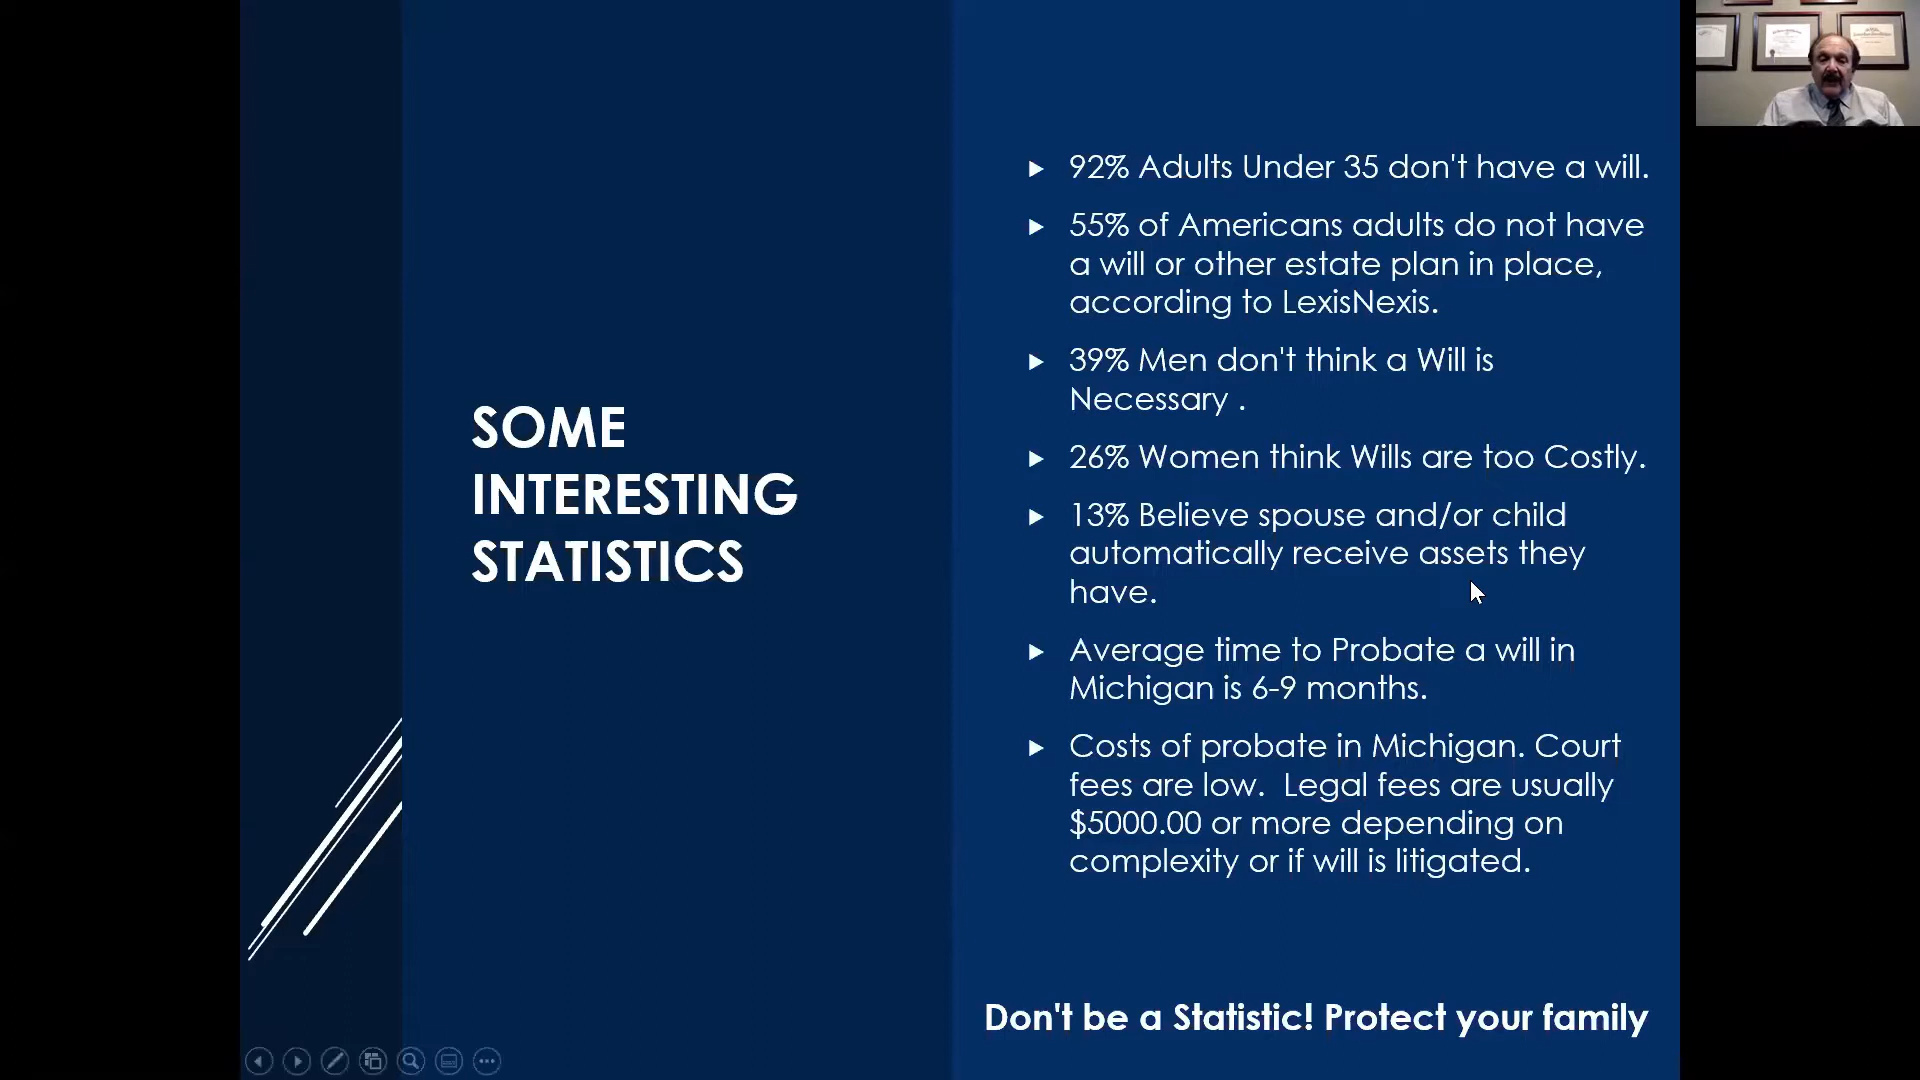 SOME
INTERESTING
STATISTICS
92% Adults Under 35 don't have a will.
55% of Americans adults do not have
a will or other estate plan in place,
according to LexisNexis.
39% Men don't think a Will is
Necessary .
26% Women think Wills are too Costly.
13% Believe spouse and/or child
automatically receive assets they
have.
Average time to Probate a will in
Michigan is 6-9 months.
Costs of probate in Michigan. Court
fees are low.  Legal fees are usually
$5000.00 or more depending on
complexity or if will is litigated.
Don't be a Statistic! Protect your family